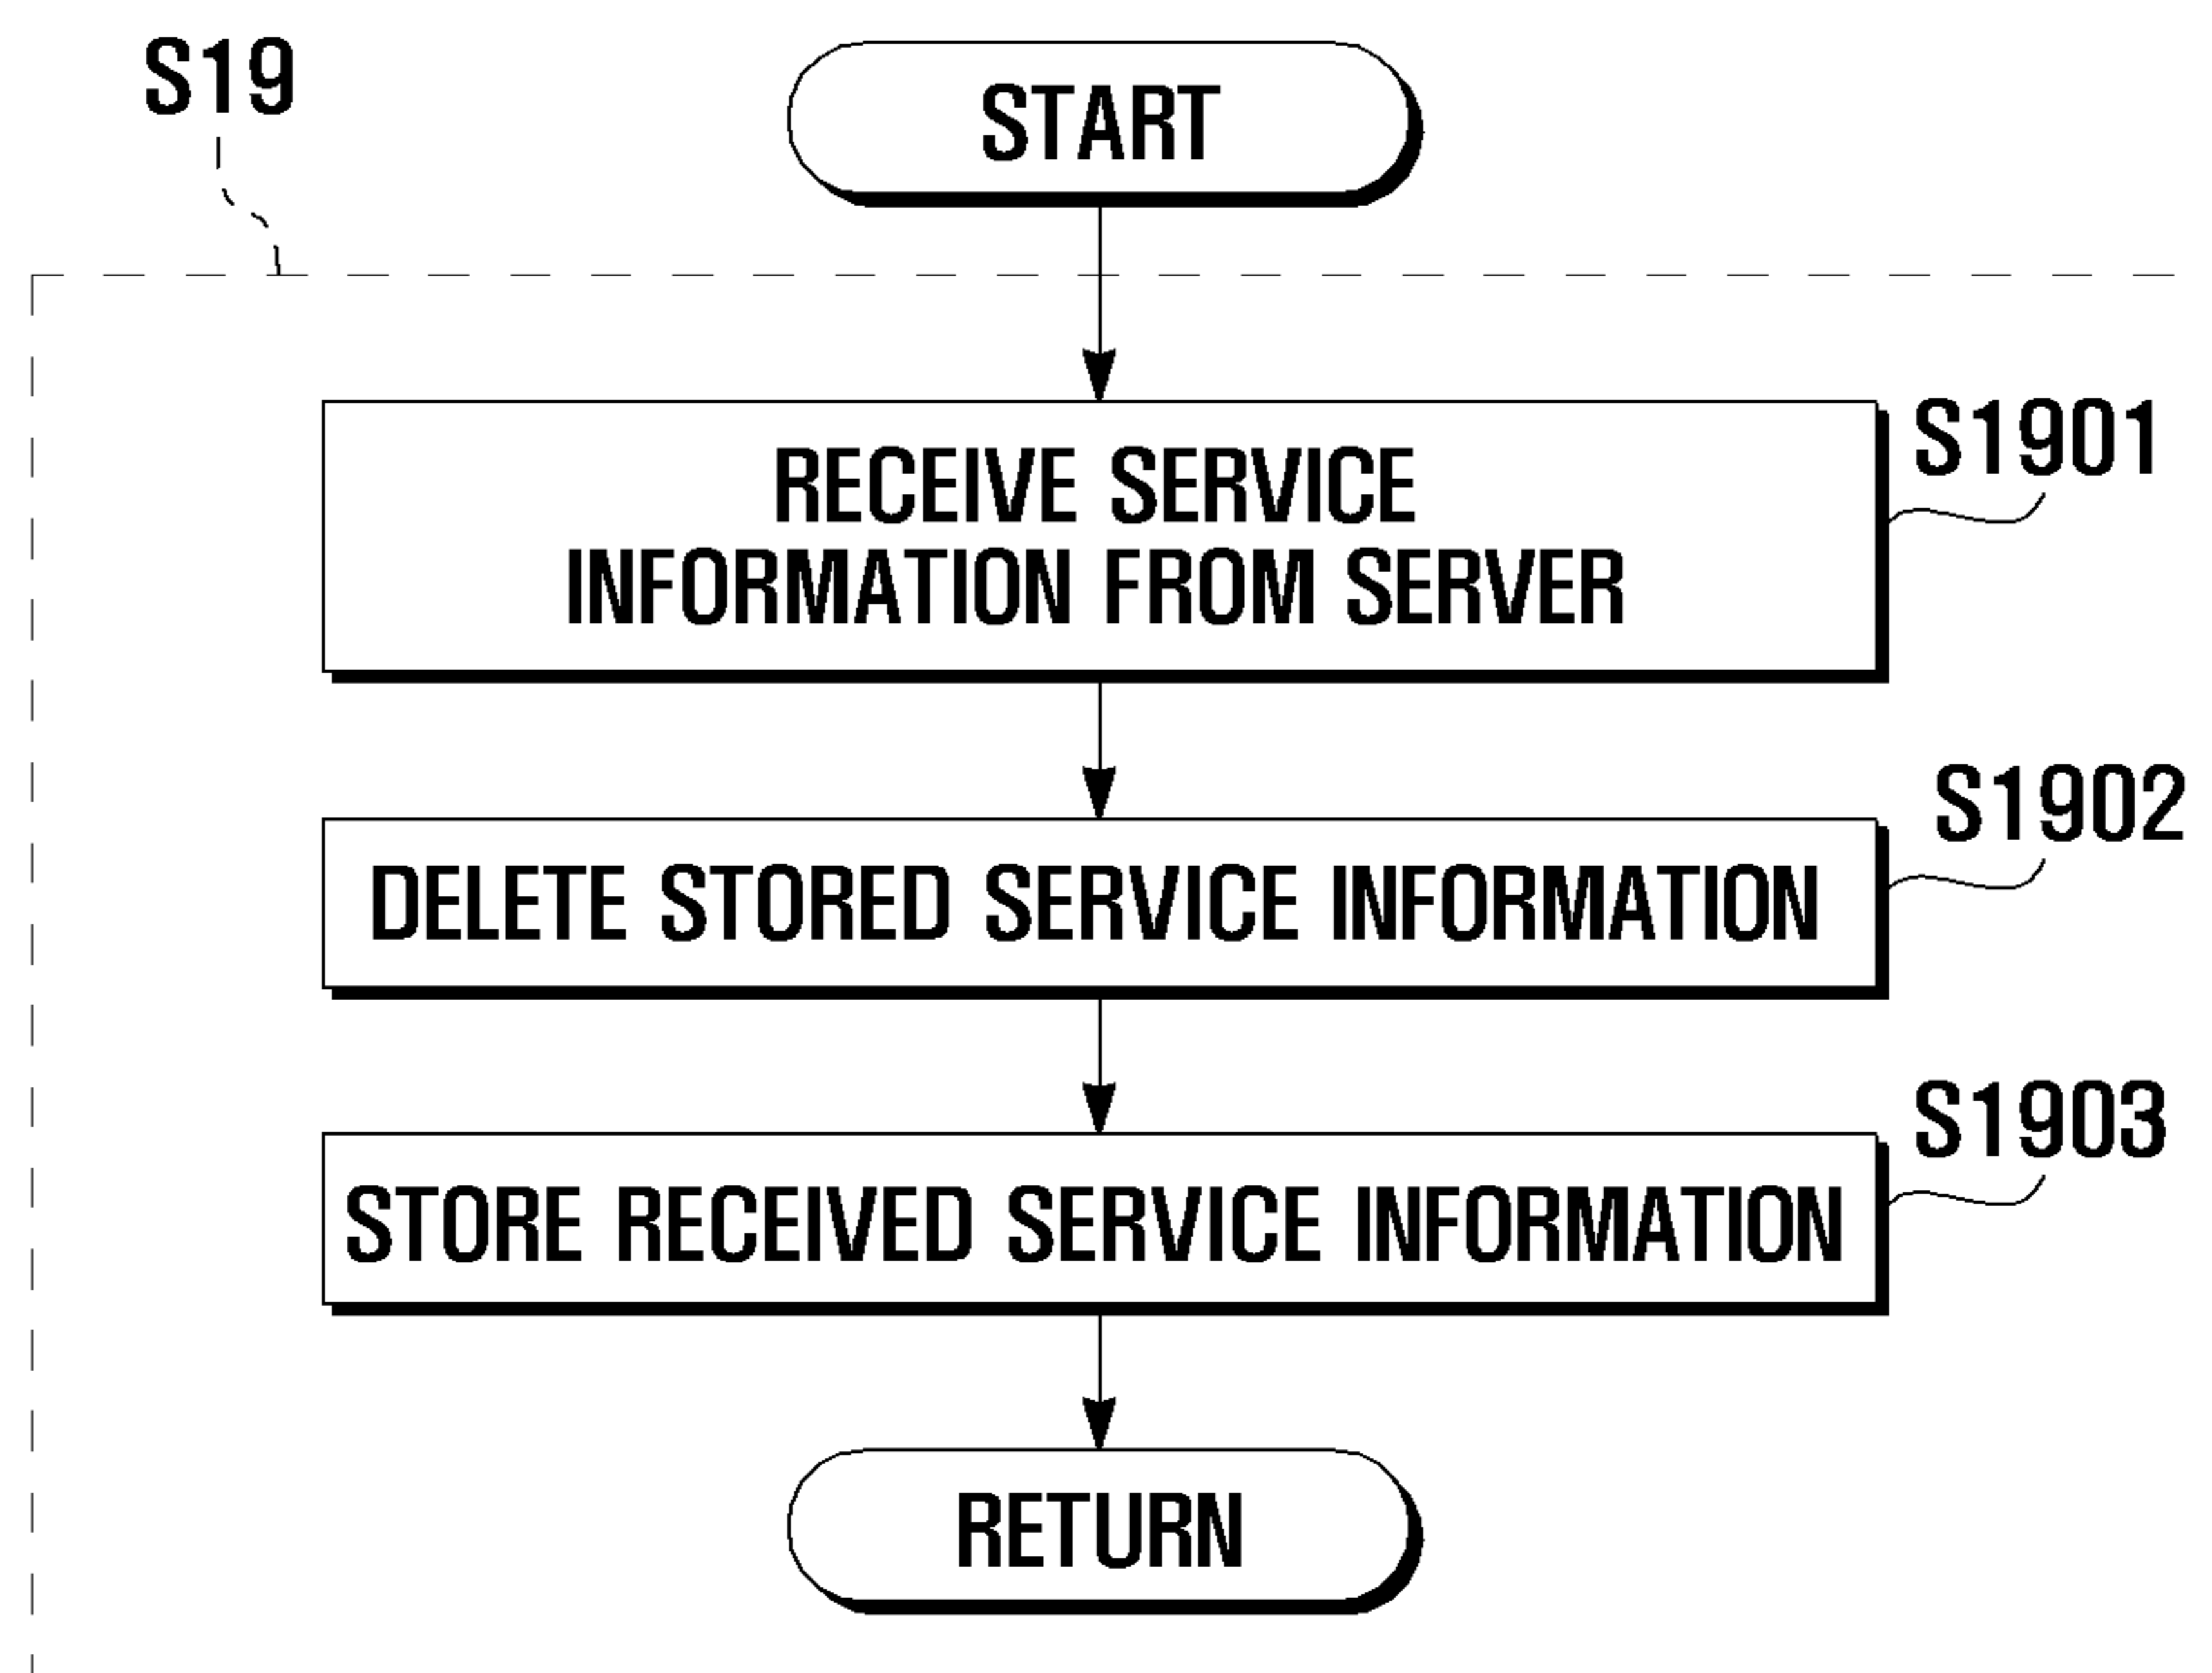 S19
START
RECEIVE SERVICE
INFORMATION FROM SERVER
S1901
DELETE STORED SERVICE INFORMATION
S1902
STORE RECEIVED SERVICE INFORMATION
S1903
RETURN